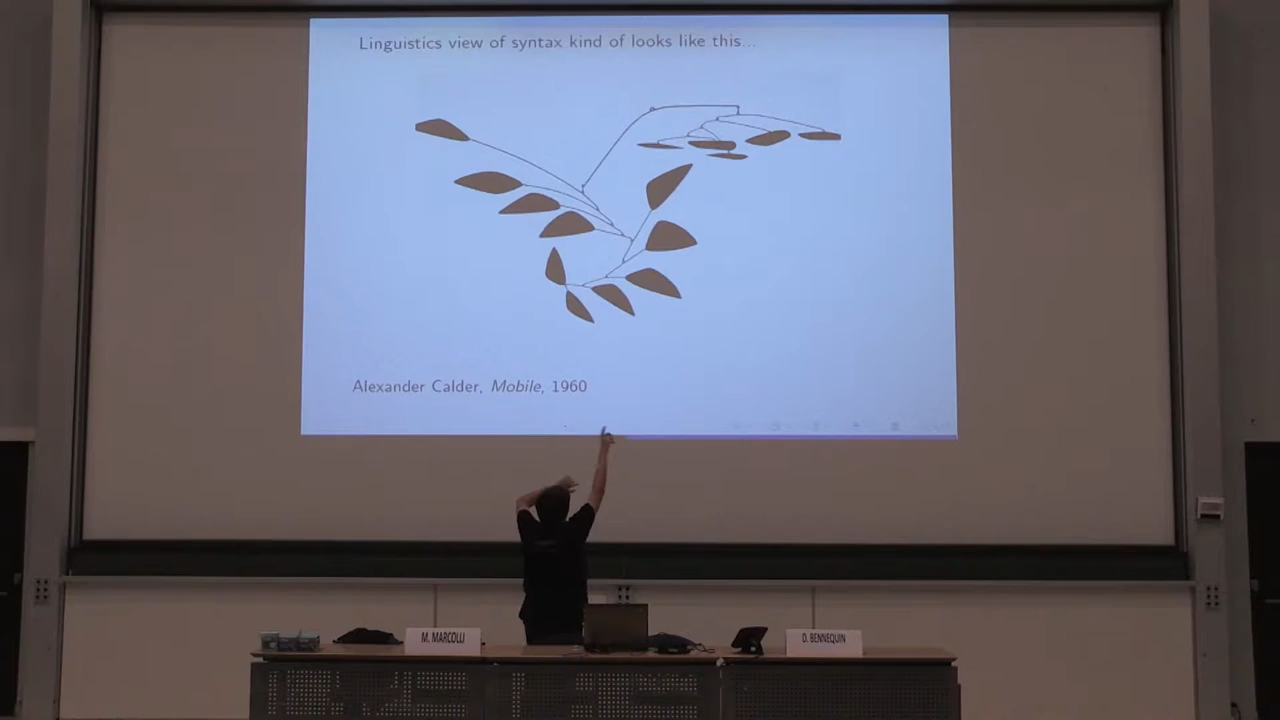 Linguistics view of syntax kind of looks like this...
Alexander Calder, Mobile, 1960
M. MARCOLLI
D. BENNEQUIN